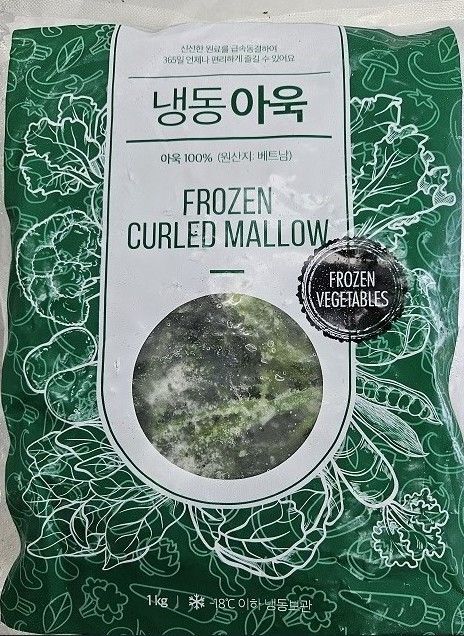 신선한 원료를 급속동결하여
365일 언제나 편리하게 즐길 수 있어요
냉동 아욱
아욱 100% (원산지: 베트남)
FROZEN
CURLED MALLOW
FROZEN
VEGETABLES
1kg | -18℃ 이하 냉동보관